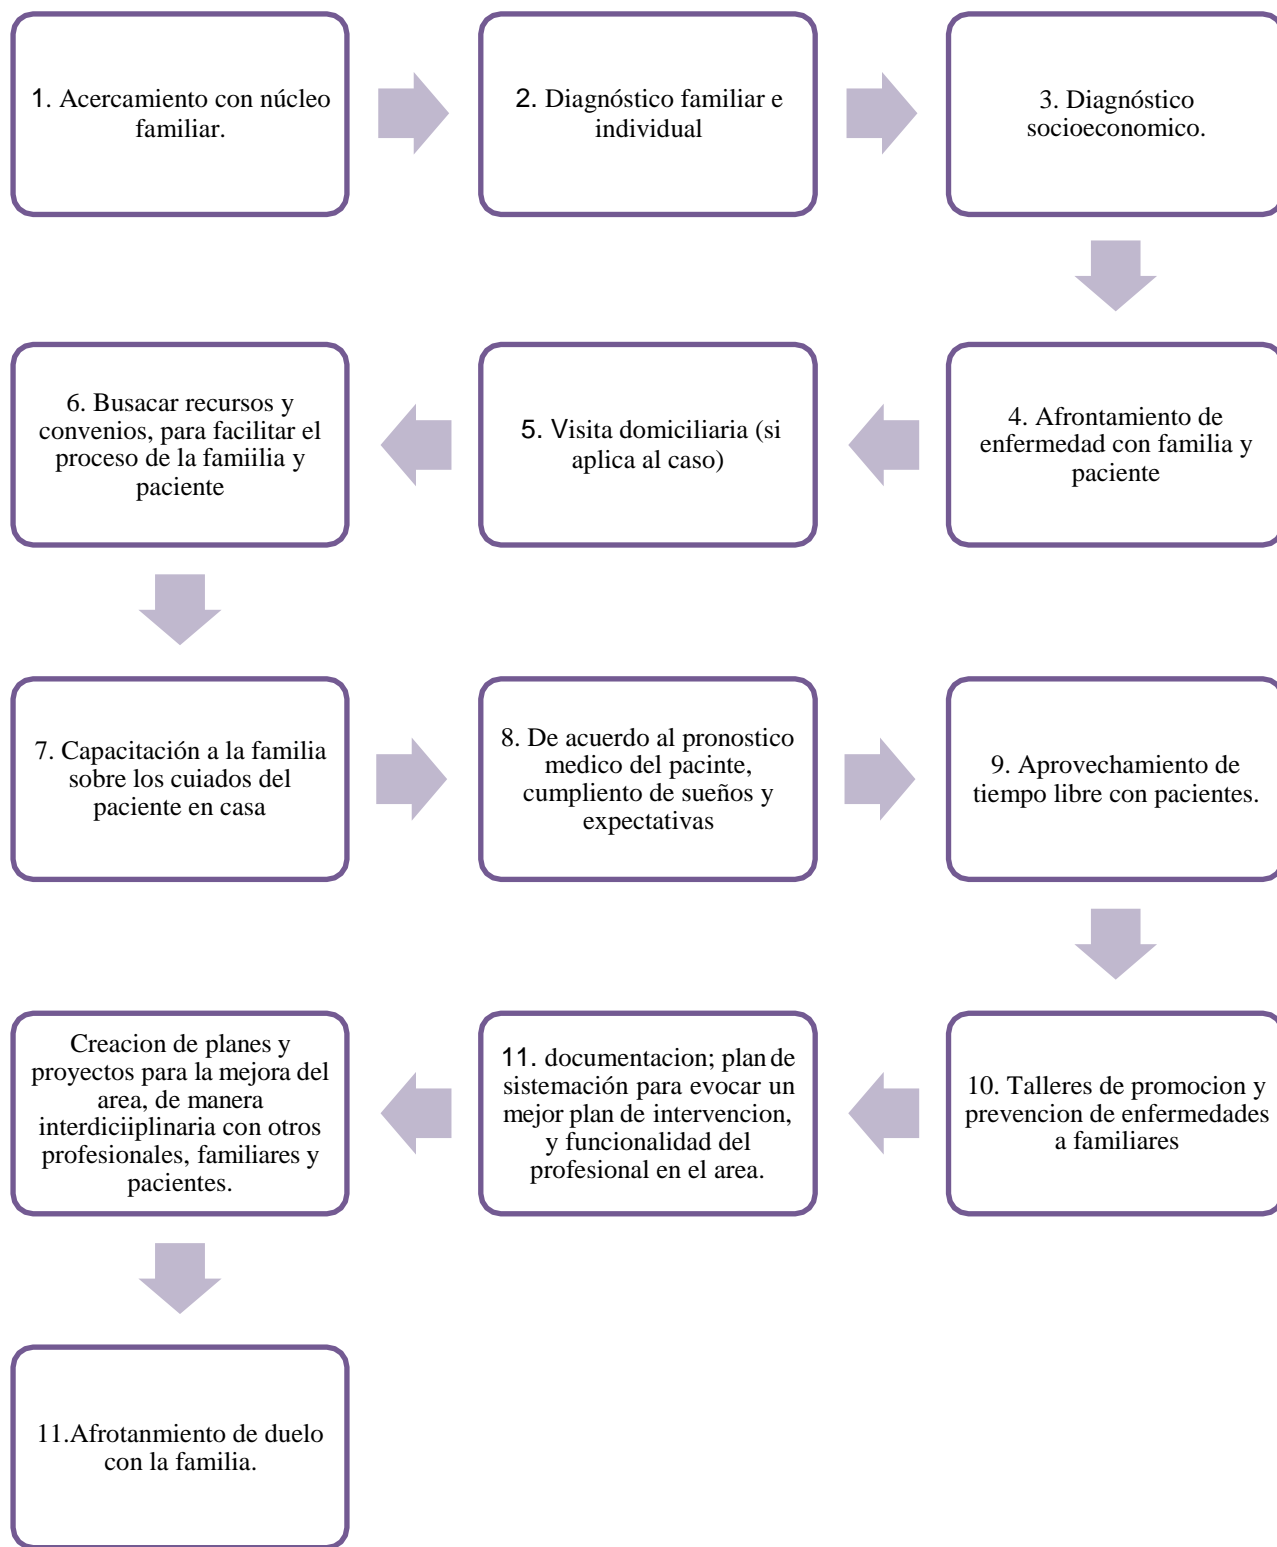 1. Acercamiento con núcleo
familiar.
2. Diagnóstico familiar e
individual
3. Diagnóstico
socioeconomico.
4. Afrontamiento de
enfermedad con familia y
paciente
5. Visita domiciliaria (si
aplica al caso)
6. Busacar recursos y
convenios, para facilitar el
proceso de la famiilia y
paciente
7. Capacitación a la familia
sobre los cuiados del
paciente en casa
8. De acuerdo al pronostico
medico del pacinte,
cumpliento de sueños y
expectativas
9. Aprovechamiento de
tiempo libre con pacientes.
10. Talleres de promocion y
prevencion de enfermedades
a familiares
11. documentacion; plan de
sistemación para evocar un
mejor plan de intervencion,
y funcionalidad del
profesional en el area.
Creacion de planes y
proyectos para la mejora del
area, de manera
interdiciiplinaria con otros
profesionales, familiares y
pacientes.
11.Afrotanmiento de duelo
con la familia.